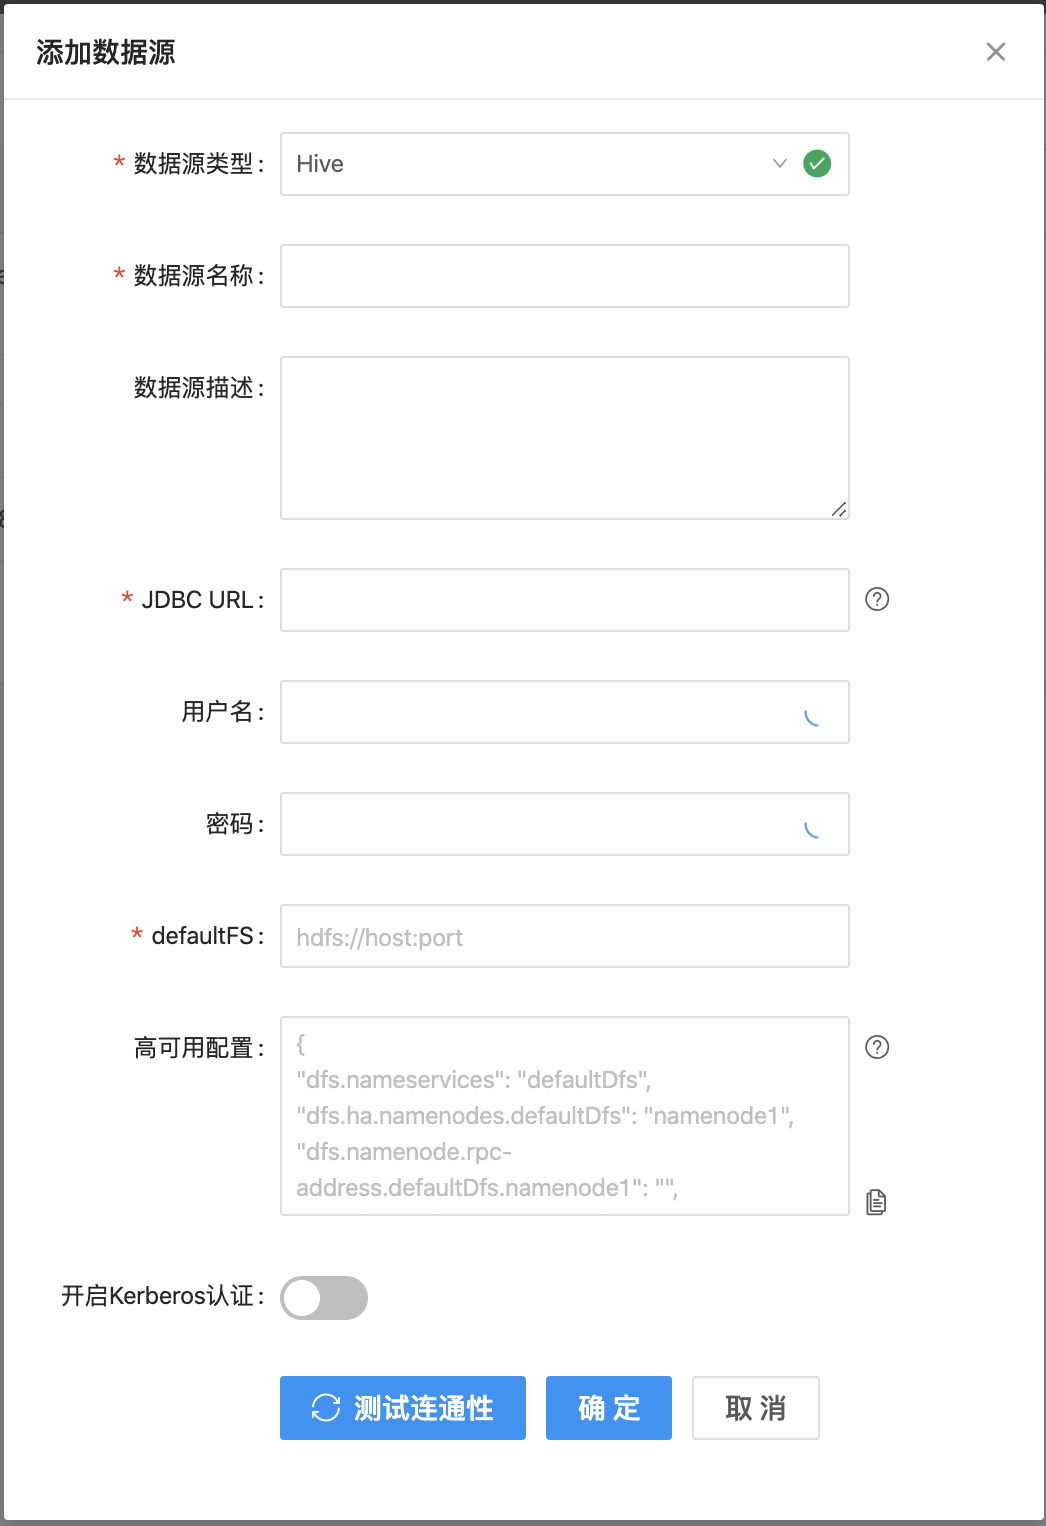 添加数据源
* 数据源类型：
Hive
* 数据源名称：
数据源描述：
* JDBC URL：
用户名：
密码：
* defaultFS：
hdfs://host:port
高可用配置：
{
"dfs.nameservices": "defaultDfs",
"dfs.ha.namenodes.defaultDfs": "namenode1",
"dfs.namenode.rpc-
address.defaultDfs.namenode1": "",
开启Kerberos认证：
测试连通性
确 定
取 消